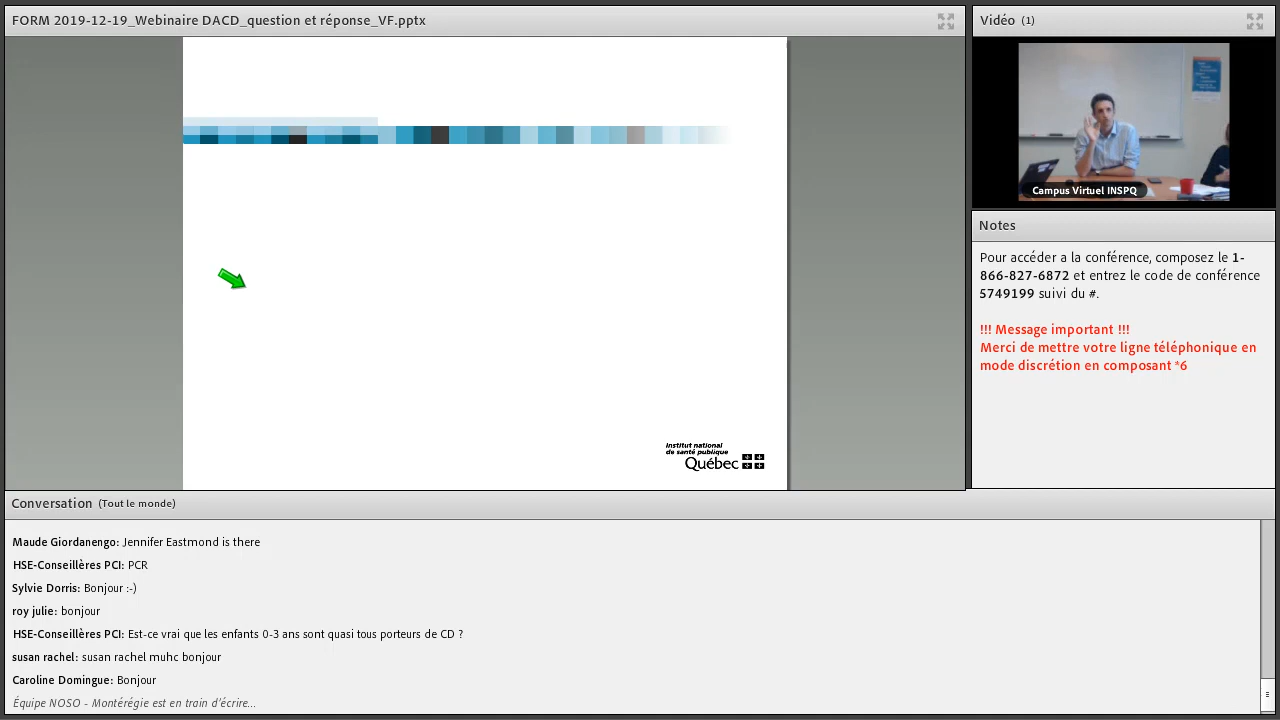 FORM 2019-12-19_Webinaire DACD_question et réponse_VF.pptx
Institut national
de santé publique
Québec
Vidéo (1)
Campus Virtuel INSPQ
Notes
Pour accéder a la conférence, composez le 1-
866-827-6872 et entrez le code de conférence
5749199 suivi du #.
!!! Message important !!!
Merci de mettre votre ligne téléphonique en
mode discrétion en composant *6
Conversation (Tout le monde)
Maude Giordanengo: Jennifer Eastmond is there
HSE-Conseillères PCI: PCR
Sylvie Dorris: Bonjour :-)
roy julie: bonjour
HSE-Conseillères PCI: Est-ce vrai que les enfants 0-3 ans sont quasi tous porteurs de CD ?
susan rachel: susan rachel muhc bonjour
Caroline Domingue: Bonjour
Équipe NOSO - Montérégie est en train d'écrire...